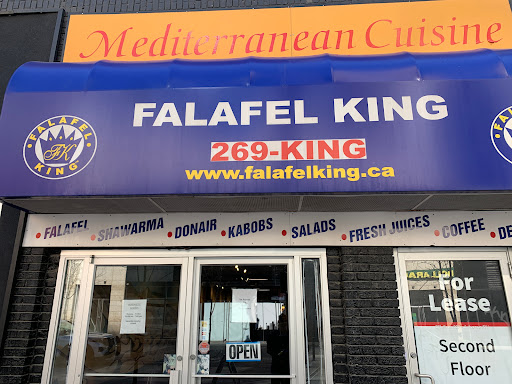 Mediterranean Cuisine
FALAFEL KING
269-KING
www.falafelking.ca
FALAFEL
FK
KING
• FALAFEL • SHAWARMA • DONAIR • KABOBS • SALADS • FRESH JUICES • COFFEE • DE
OPEN
For
Lease
Second
Floor